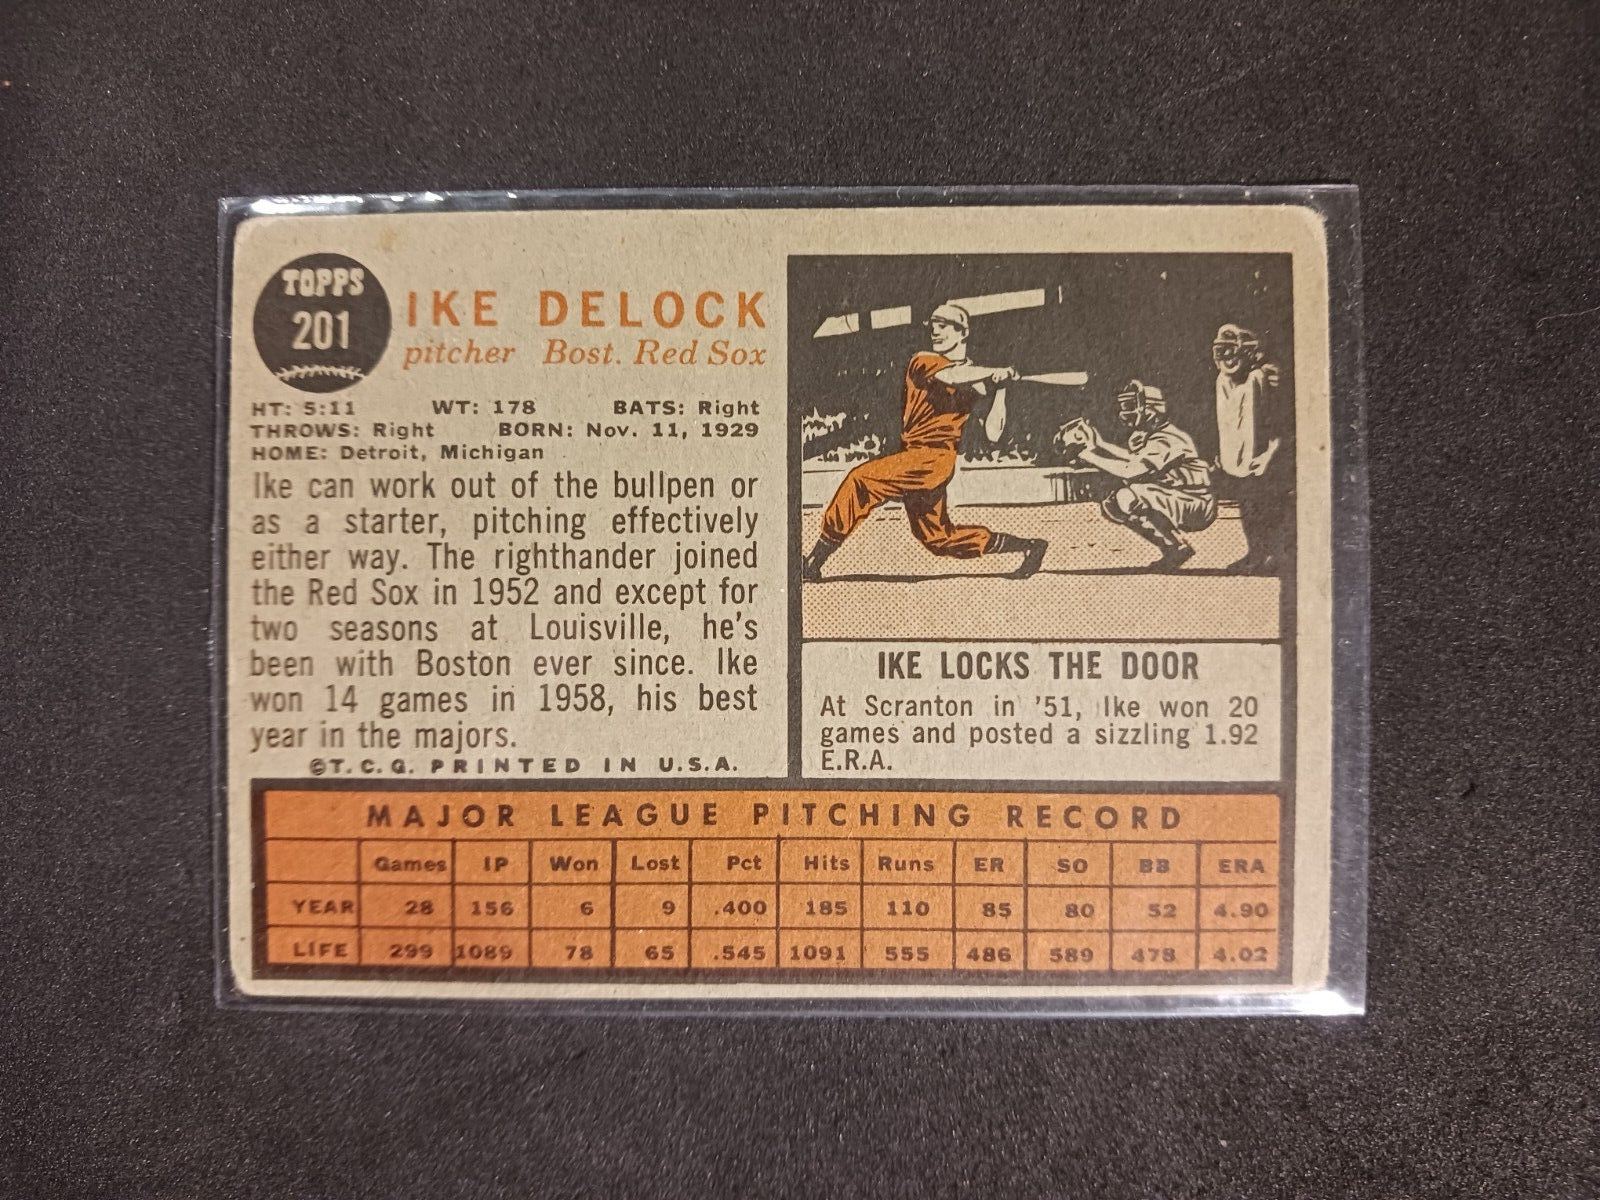 TOPPS
201
IKE DELOCK
pitcher Bost. Red Sox
HT: 5:11 WT: 178 BATS: Right
THROWS: Right BORN: Nov. 11, 1929
HOME: Detroit, Michigan
Ike can work out of the bullpen or
as a starter, pitching effectively
either way. The righthander joined
the Red Sox in 1952 and except for
two seasons at Louisville, he's
been with Boston ever since. Ike
won 14 games in 1958, his best
year in the majors.
©T. C. G. PRINTED IN U.S.A.
IKE LOCKS THE DOOR
At Scranton in '51, Ike won 20
games and posted a sizzling 1.92
E.R.A.
MAJOR LEAGUE PITCHING RECORD
Games IP Won Lost Pct Hits Runs ER SO BB ERA
YEAR 28 156 6 9 .400 185 110 85 80 52 4.90
LIFE 299 1089 78 65 .545 1091 555 486 589 478 4.02